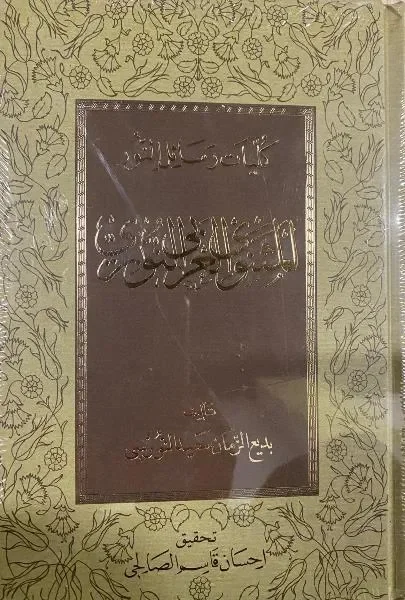 كليات رسائل النور
المثنوي العربي النوري
تأليف
بديع الزمان سعيد النورسي
تحقيق
احسان قاسم الصالحي